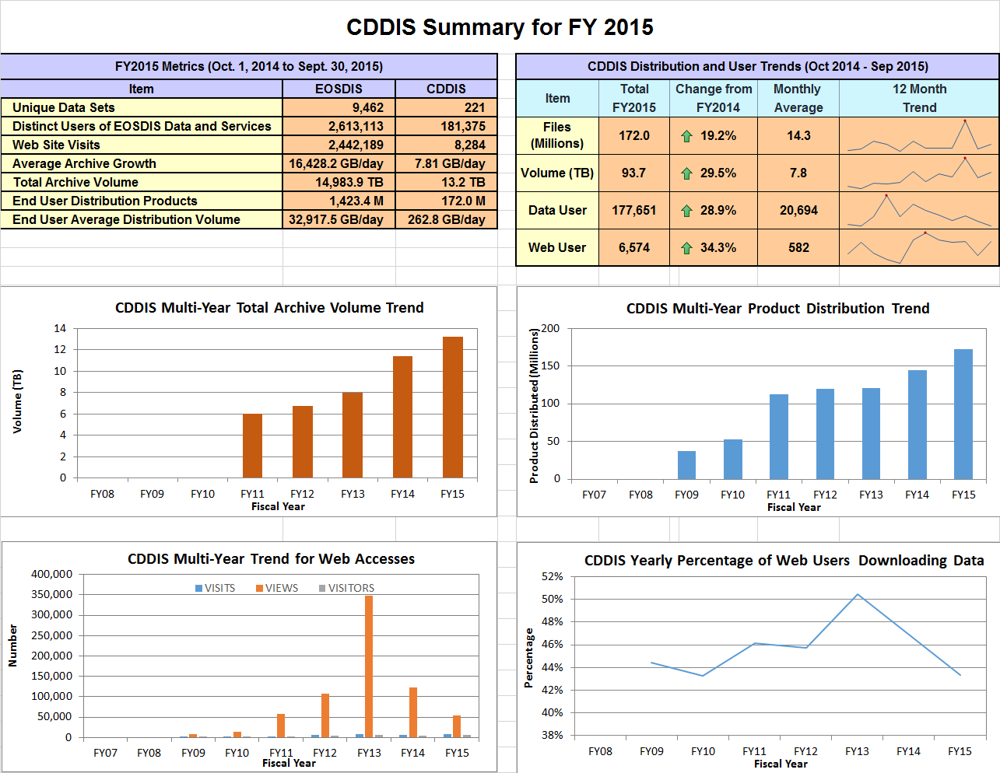 CDDIS Summary for FY 2015
FY2015 Metrics (Oct. 1, 2014 to Sept. 30, 2015)
Item EOSDIS CDDIS
Unique Data Sets 9,462 221
Distinct Users of EOSDIS Data and Services 2,613,113 181,375
Web Site Visits 2,442,189 8,284
Average Archive Growth 16,428.2 GB/day 7.81 GB/day
Total Archive Volume 14,983.9 TB 13.2 TB
End User Distribution Products 1,423.4 M 172.0 M
End User Average Distribution Volume 32,917.5 GB/day 262.8 GB/day
CDDIS Distribution and User Trends (Oct 2014 - Sep 2015)
Item Total FY2015 Change from FY2014 Monthly Average 12 Month Trend
Files (Millions) 172.0 19.2% 14.3
Volume (TB) 93.7 29.5% 7.8
Data User 177,651 28.9% 20,694
Web User 6,574 34.3% 582
CDDIS Multi-Year Total Archive Volume Trend
Volume (TB)
14
12
10
8
6
4
2
0
FY08 FY09 FY10 FY11 FY12 FY13 FY14 FY15
Fiscal Year
CDDIS Multi-Year Product Distribution Trend
Product Distributed (Millions)
200
150
100
50
0
FY07 FY08 FY09 FY10 FY11 FY12 FY13 FY14 FY15
Fiscal Year
CDDIS Multi-Year Trend for Web Accesses
VISITS VIEWS VISITORS
Number
400,000
350,000
300,000
250,000
200,000
150,000
100,000
50,000
0
FY07 FY08 FY09 FY10 FY11 FY12 FY13 FY14 FY15
Fiscal Year
CDDIS Yearly Percentage of Web Users Downloading Data
Percentage
52%
50%
48%
46%
44%
42%
40%
38%
FY08 FY09 FY10 FY11 FY12 FY13 FY14 FY15
Fiscal Year